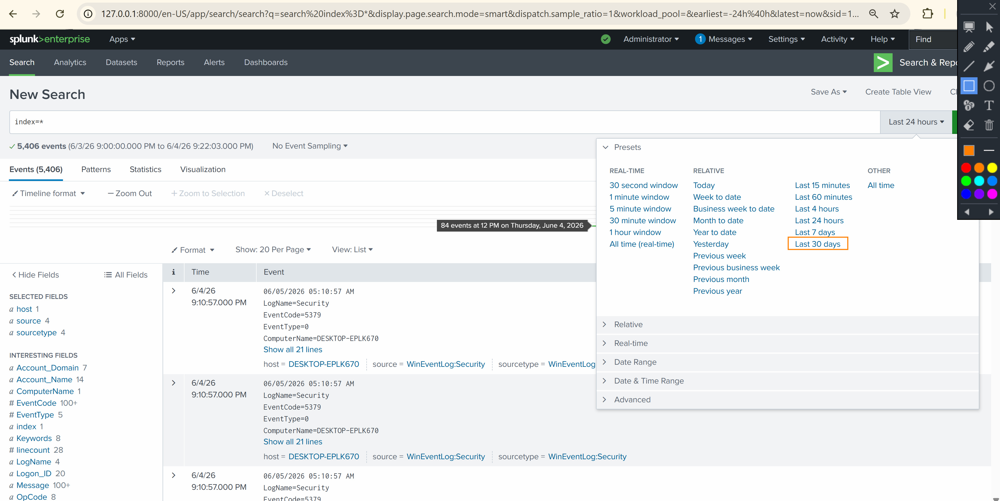 127.0.0.1:8000/en-US/app/search/search?q=search%20index%3D*&display.page.search.mode=smart&dispatch.sample_ratio=1&workload_pool=&earliest=-24h%40h&latest=now&sid=1...
splunk>enterprise Apps Administrator 1 Messages Settings Activity Help Find
Search Analytics Datasets Reports Alerts Dashboards Search & Repo
New Search Save As Create Table View Cl
index=* Last 24 hours
5,406 events (6/3/26 9:00:00.000 PM to 6/4/26 9:22:03.000 PM) No Event Sampling
Events (5,406) Patterns Statistics Visualization
Timeline format Zoom Out Zoom to Selection Deselect
84 events at 12 PM on Thursday, June 4, 2026
Format Show: 20 Per Page View: List
Presets
REAL-TIME
30 second window
1 minute window
5 minute window
30 minute window
1 hour window
All time (real-time)
RELATIVE
Today
Week to date
Business week to date
Month to date
Year to date
Yesterday
Previous week
Previous business week
Previous month
Previous year
Last 15 minutes
Last 60 minutes
Last 4 hours
Last 24 hours
Last 7 days
Last 30 days
OTHER
All time
Relative
Real-time
Date Range
Date & Time Range
Advanced
Hide Fields All Fields
SELECTED FIELDS
a host 1
a source 4
a sourcetype 4
INTERESTING FIELDS
a Account_Domain 7
a Account_Name 14
a ComputerName 1
# EventCode 100+
# EventType 5
a index 1
a Keywords 8
# linecount 28
a LogName 4
a Logon_ID 20
a Message 100+
a OpCode 8
i Time Event
6/4/26
9:10:57.000 PM
06/05/2026 05:10:57 AM
LogName=Security
EventCode=5379
EventType=0
ComputerName=DESKTOP-EPLK670
Show all 21 lines
host = DESKTOP-EPLK670 source = WinEventLog:Security sourcetype = WinEventLog
6/4/26
9:10:57.000 PM
06/05/2026 05:10:57 AM
LogName=Security
EventCode=5379
EventType=0
ComputerName=DESKTOP-EPLK670
Show all 21 lines
host = DESKTOP-EPLK670 source = WinEventLog:Security sourcetype = WinEventLog:Security
6/4/26
9:10:57.000 PM
06/05/2026 05:10:57 AM
LogName=Security
EventCode=5379
T